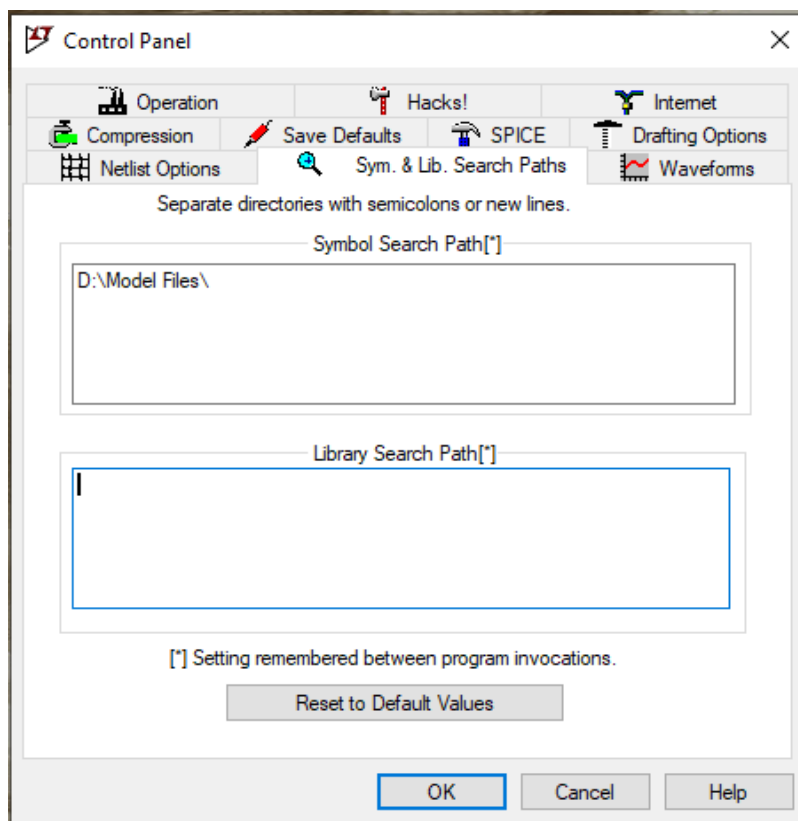 Control Panel
Operation Hacks! Internet
Compression Save Defaults SPICE Drafting Options
Netlist Options Sym. & Lib. Search Paths Waveforms
Separate directories with semicolons or new lines.
Symbol Search Path[*]
D:\Model Files\
Library Search Path[*]
[*] Setting remembered between program invocations.
Reset to Default Values
OK Cancel Help